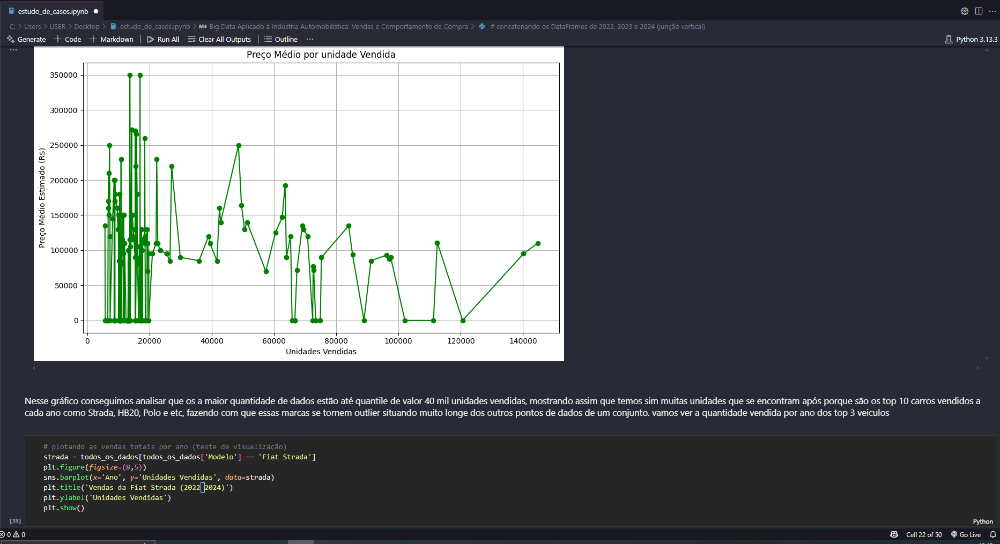 estudo_de_casos.ipynb
C: > Users > USER > Desktop > estudo_de_casos.ipynb > M↓ Big Data Aplicado à Indústria Automobilística: Vendas e Comportamento de Compra > # concatenando os DataFrames de 2022, 2023 e 2024 (junção vertical)
Generate + Code + Markdown Run All Clear All Outputs Outline ... Python 3.13.3
...
Preço Médio por unidade Vendida
350000
300000
250000
200000
150000
100000
50000
0
Preço Médio Estimado (R$)
0 20000 40000 60000 80000 100000 120000 140000
Unidades Vendidas
Nesse gráfico conseguimos analisar que os a maior quantidade de dados estão até quantile de valor 40 mil unidades vendidas, mostrando assim que temos sim muitas unidades que se encontram após porque são os top 10 carros vendidos a
cada ano como Strada, HB20, Polo e etc, fazendo com que essas marcas se tornem outlier situando muito longe dos outros pontos de dados de um conjunto. vamos ver a quantidade vendida por ano dos top 3 veiculos
# plotando as vendas totais por ano (teste de visualização)
strada = todos_os_dados[todos_os_dados['Modelo'] == 'Fiat Strada']
plt.figure(figsize=(8,5))
sns.barplot(x='Ano', y='Unidades Vendidas', data=strada)
plt.title('Vendas da Fiat Strada (2022–2024)')
plt.ylabel('Unidades Vendidas')
plt.show()
[33]
Python
0 0 Cell 22 of 50 Go Live